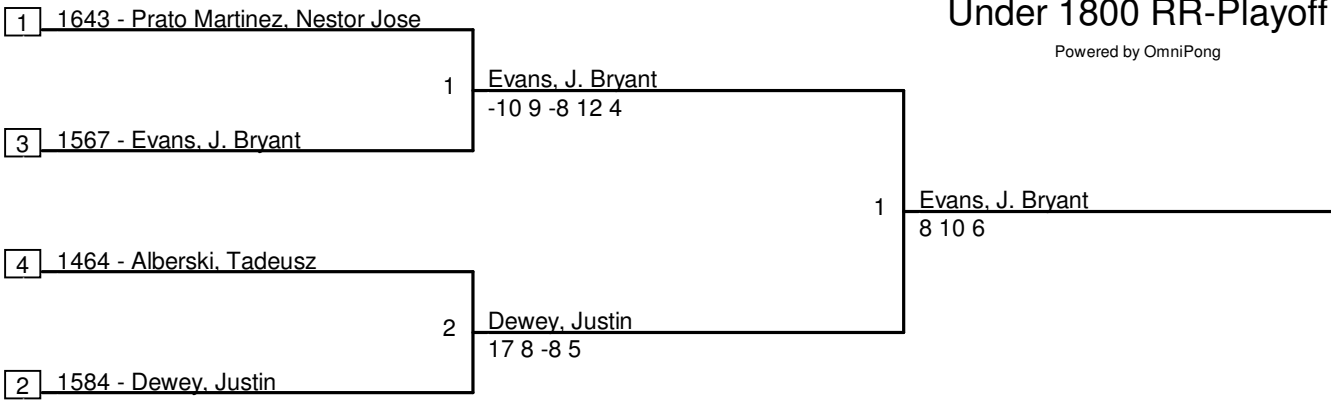 Under 1800 RR-Playoff
Powered by OmniPong
1 1643 - Prato Martinez, Nestor Jose
1 Evans, J. Bryant
-10 9 -8 12 4
3 1567 - Evans, J. Bryant
1 Evans, J. Bryant
8 10 6
4 1464 - Alberski, Tadeusz
2 Dewey, Justin
17 8 -8 5
2 1584 - Dewey, Justin